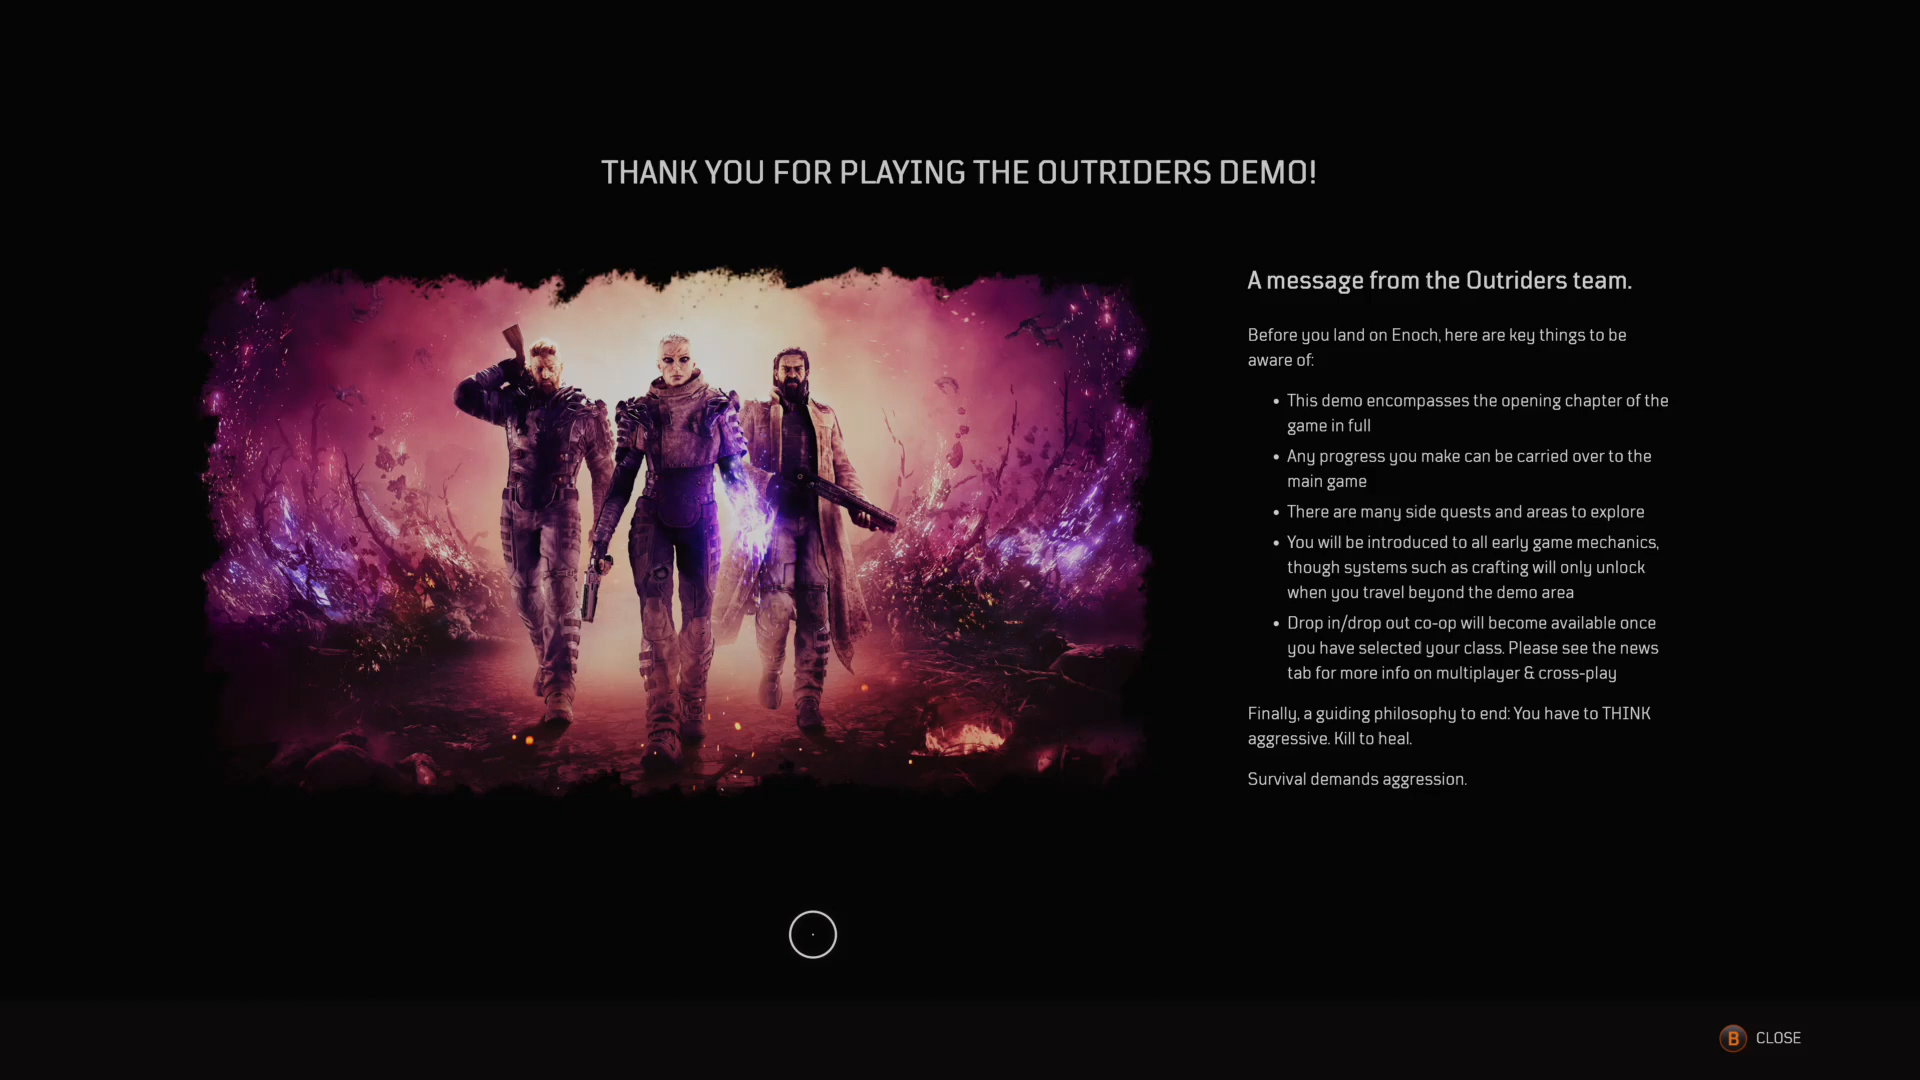 THANK YOU FOR PLAYING THE OUTRIDERS DEMO!
A message from the Outriders team.
Before you land on Enoch, here are key things to be
aware of:
• This demo encompasses the opening chapter of the
game in full
• Any progress you make can be carried over to the
main game
• There are many side quests and areas to explore
• You will be introduced to all early game mechanics,
though systems such as crafting will only unlock
when you travel beyond the demo area
• Drop in/drop out co-op will become available once
you have selected your class. Please see the news
tab for more info on multiplayer & cross-play
Finally, a guiding philosophy to end: You have to THINK
aggressive. Kill to heal.
Survival demands aggression.
B CLOSE